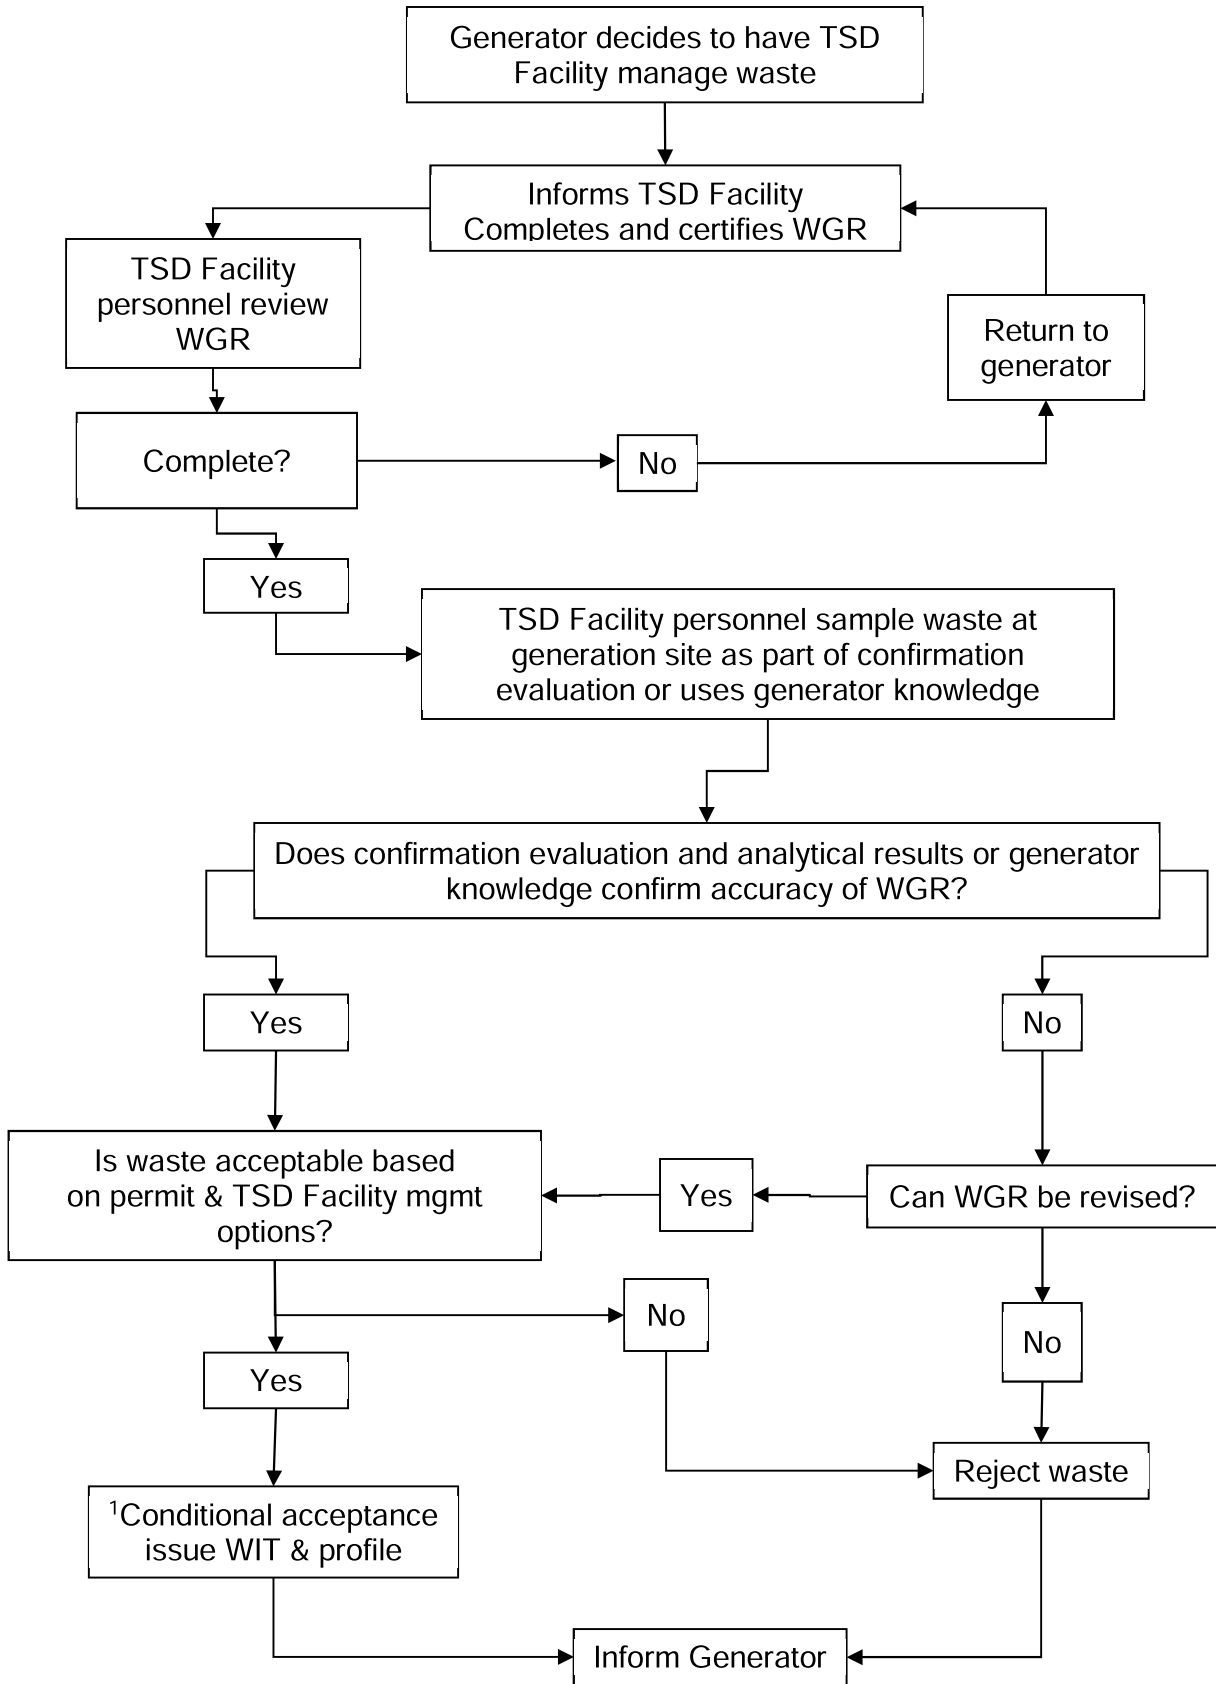 Generator decides to have TSD
Facility manage waste
Informs TSD Facility
Completes and certifies WGR
TSD Facility
personnel review
WGR
Return to
generator
Complete?
No
Yes
TSD Facility personnel sample waste at
generation site as part of confirmation
evaluation or uses generator knowledge
Does confirmation evaluation and analytical results or generator
knowledge confirm accuracy of WGR?
Yes
No
Is waste acceptable based
on permit & TSD Facility mgmt
options?
Yes
Can WGR be revised?
No
No
Yes
Reject waste
¹Conditional acceptance
issue WIT & profile
Inform Generator